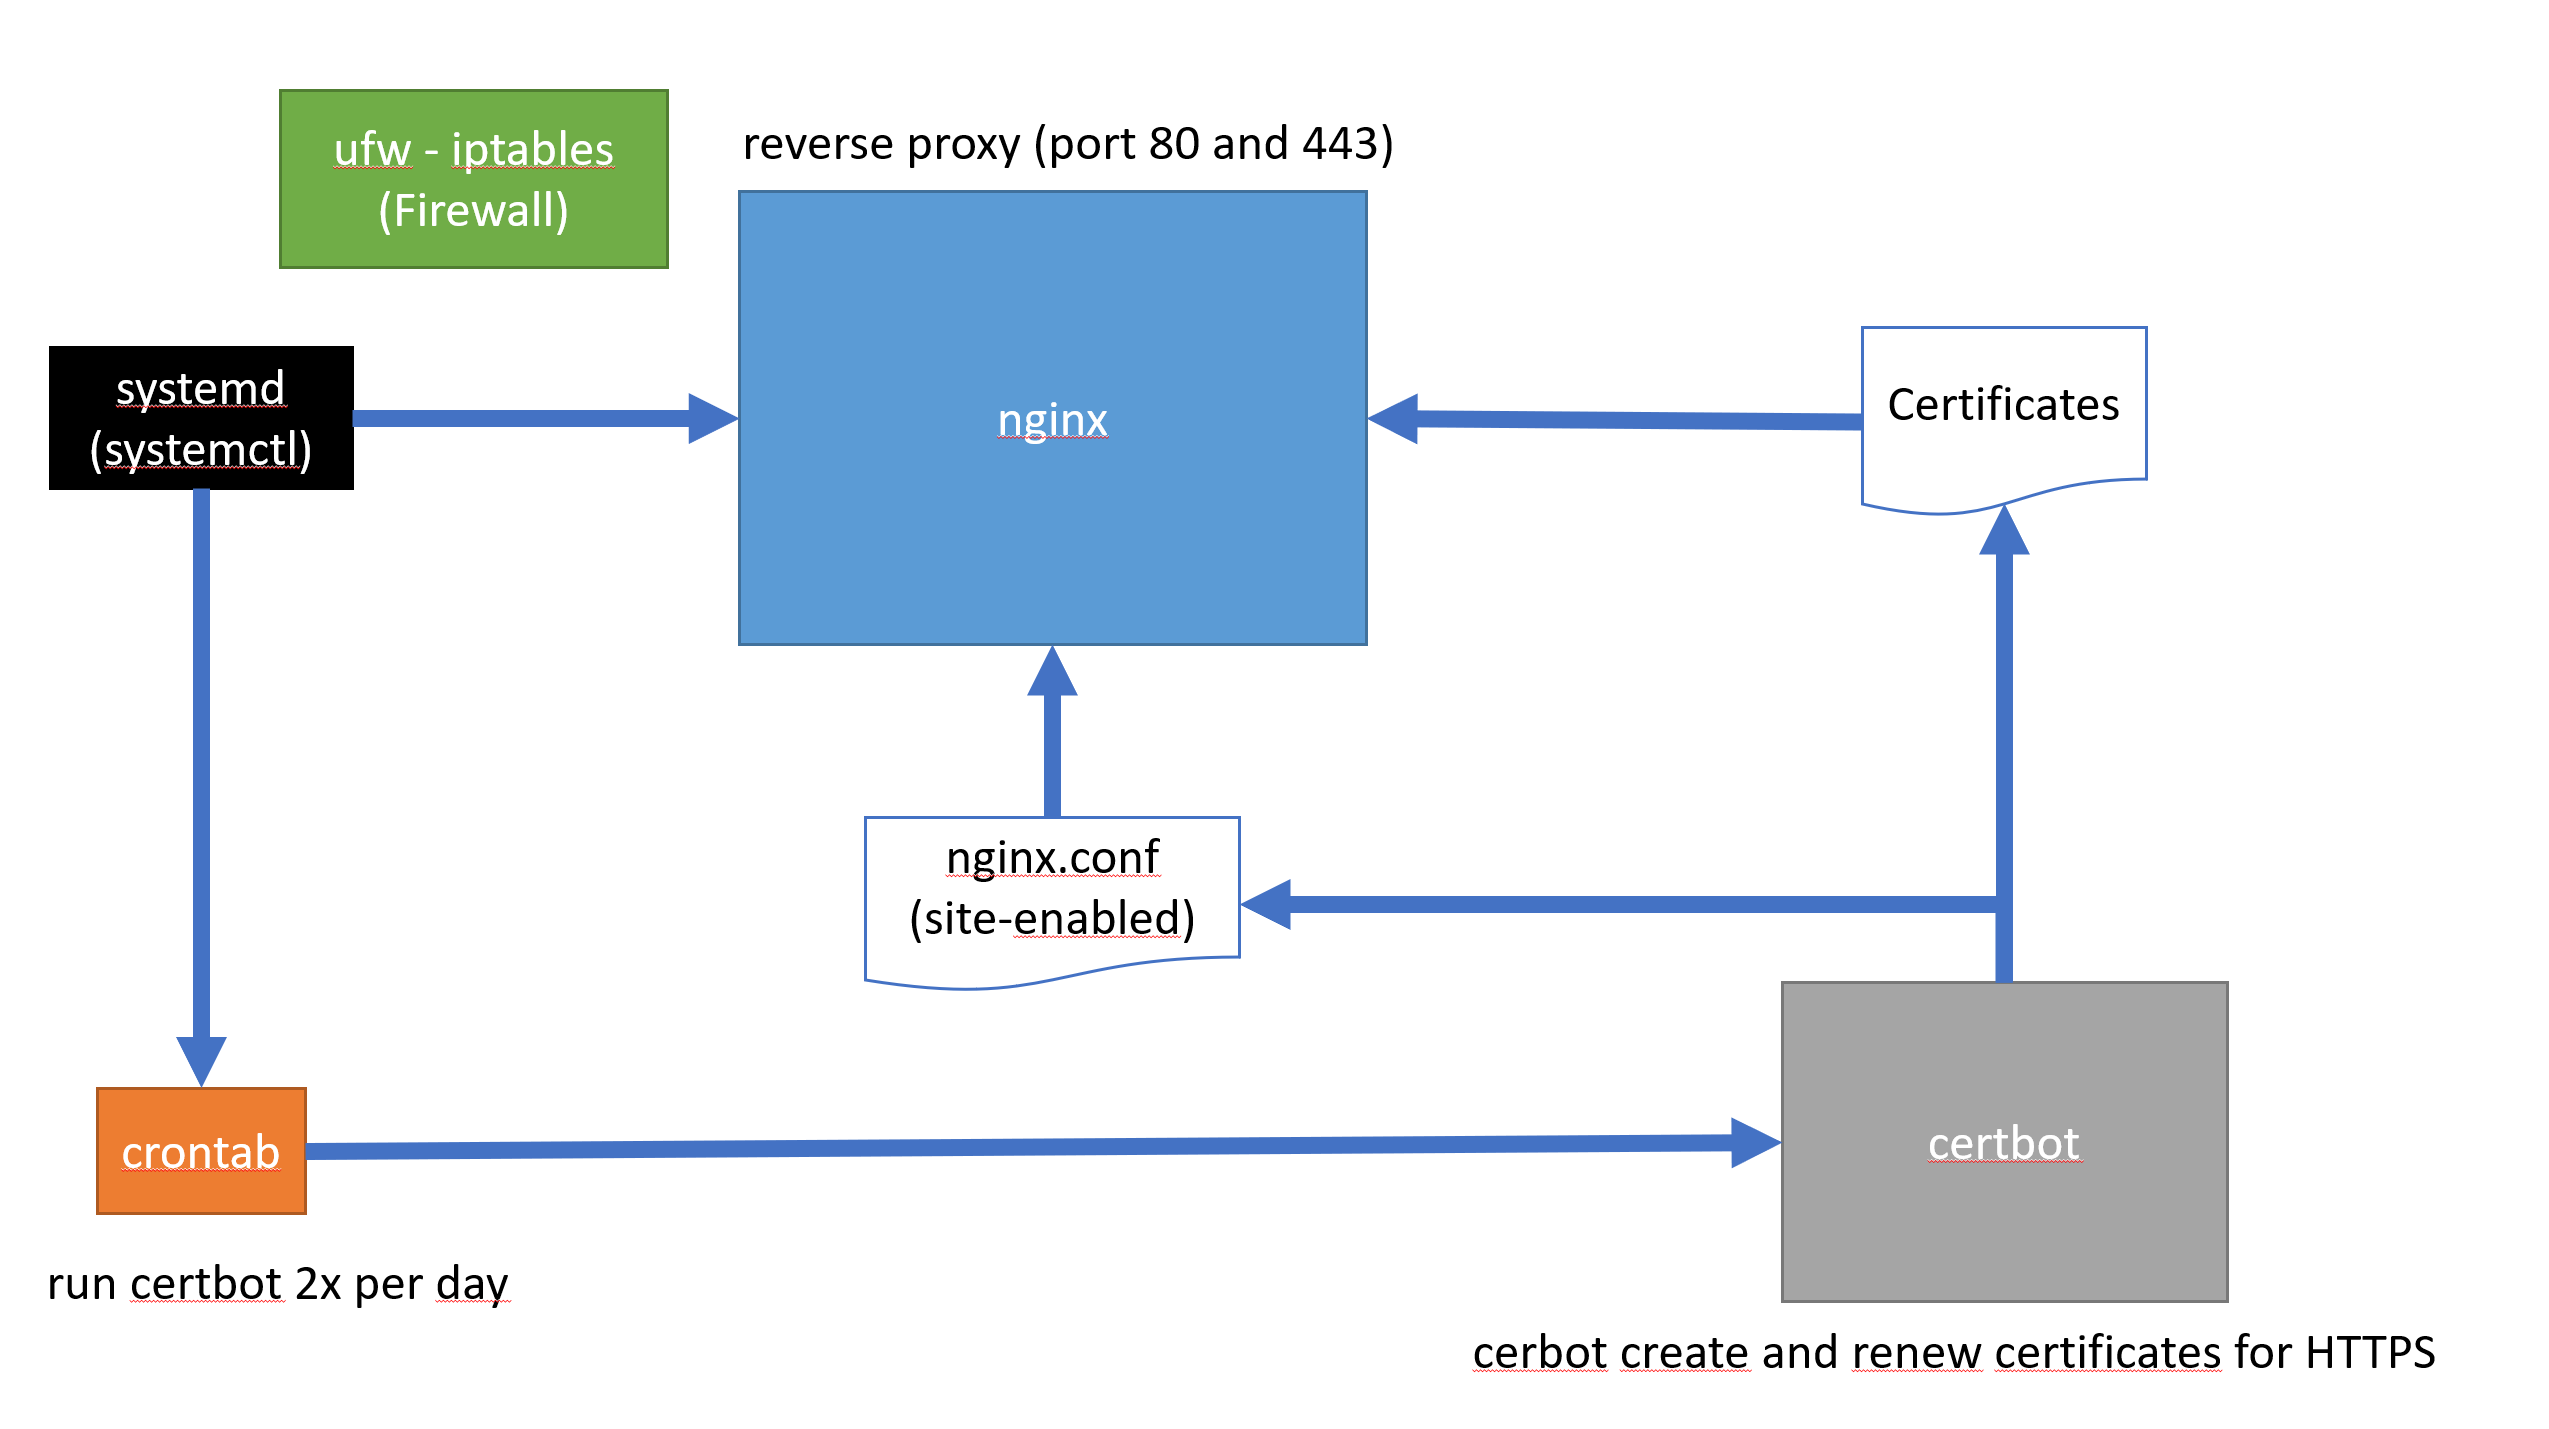 ufw - iptables
(Firewall)
reverse proxy (port 80 and 443)
systemd
(systemctl)
nginx
Certificates
nginx.conf
(site-enabled)
crontab
certbot
run certbot 2x per day
cerbot create and renew certificates for HTTPS